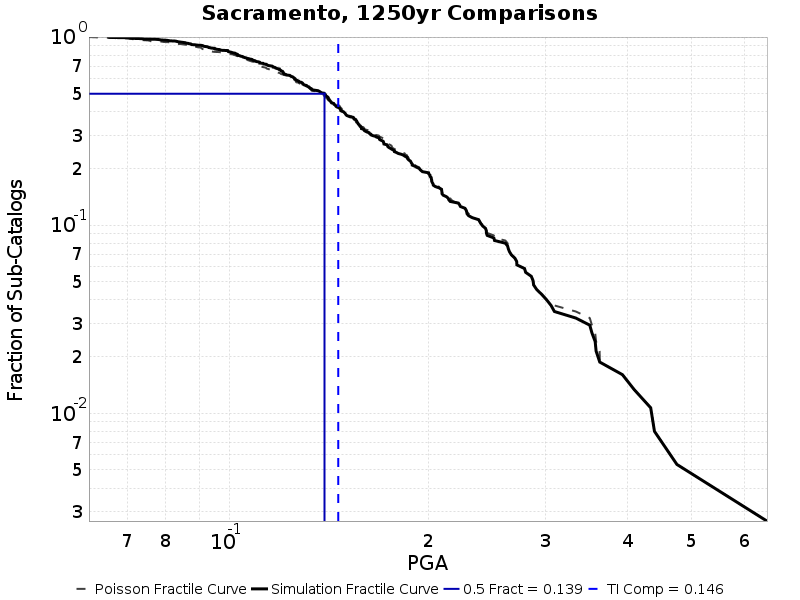 Sacramento, 1250yr Comparisons
10^0
7
5
3
2
10^-1
7
5
3
2
10^-2
7
5
3
Fraction of Sub-Catalogs
7 8 10^-1 2 3 4 5 6
PGA
Poisson Fractile Curve Simulation Fractile Curve 0.5 Fract = 0.139 TI Comp = 0.146